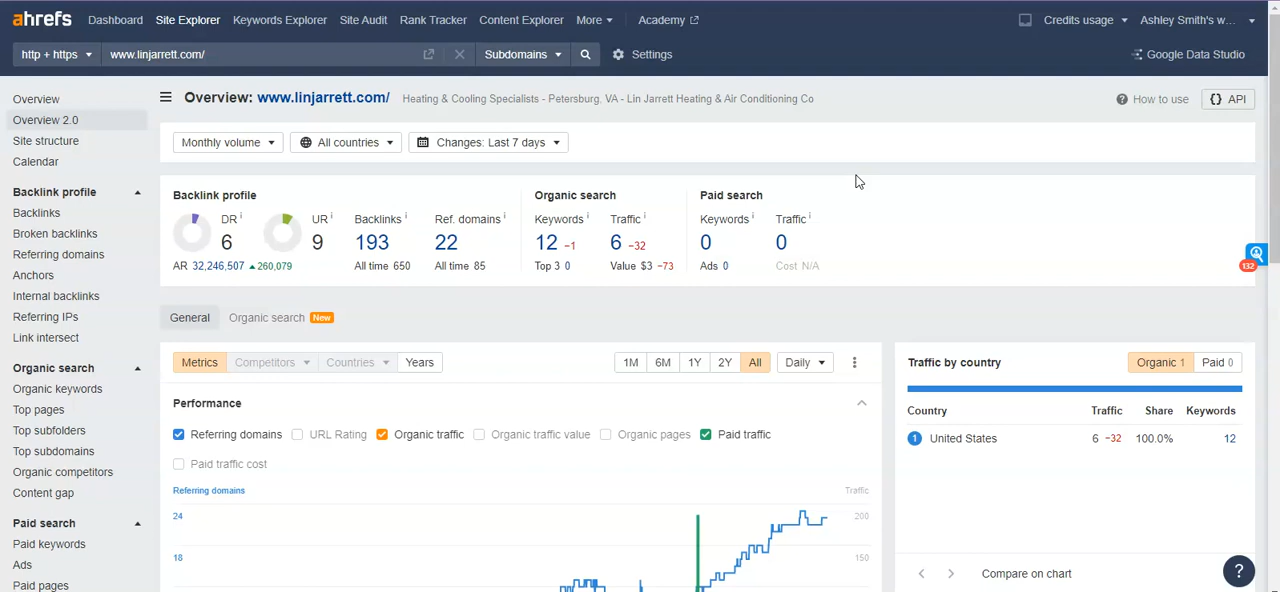 ahrefs Dashboard Site Explorer Keywords Explorer Site Audit Rank Tracker Content Explorer More Academy Credits usage Ashley Smith's w...
http + https www.linjarrett.com/ Subdomains Settings Google Data Studio
Overview
Overview 2.0
Site structure
Calendar
Backlink profile
Backlinks
Broken backlinks
Referring domains
Anchors
Internal backlinks
Referring IPs
Link intersect
Organic search
Organic keywords
Top pages
Top subfolders
Top subdomains
Organic competitors
Content gap
Paid search
Paid keywords
Ads
Paid pages
Overview: www.linjarrett.com/ Heating & Cooling Specialists - Petersburg, VA - Lin Jarrett Heating & Air Conditioning Co How to use {} API
Monthly volume All countries Changes: Last 7 days
Backlink profile Organic search Paid search
DR i UR i Backlinks i Ref. domains i Keywords i Traffic i Keywords i Traffic i
6 9 193 22 12 -1 6 -32 0 0
AR 32,246,507 260,079 All time 650 All time 85 Top 3 0 Value $3 -73 Ads 0 Cost N/A
132
General Organic search New
Metrics Competitors Countries Years 1M 6M 1Y 2Y All Daily
Performance
Referring domains URL Rating Organic traffic Organic traffic value Organic pages Paid traffic
Paid traffic cost
Referring domains Traffic
24 200
18 150
Traffic by country Organic 1 Paid 0
Country Traffic Share Keywords
1 United States 6 -32 100.0% 12
Compare on chart
?